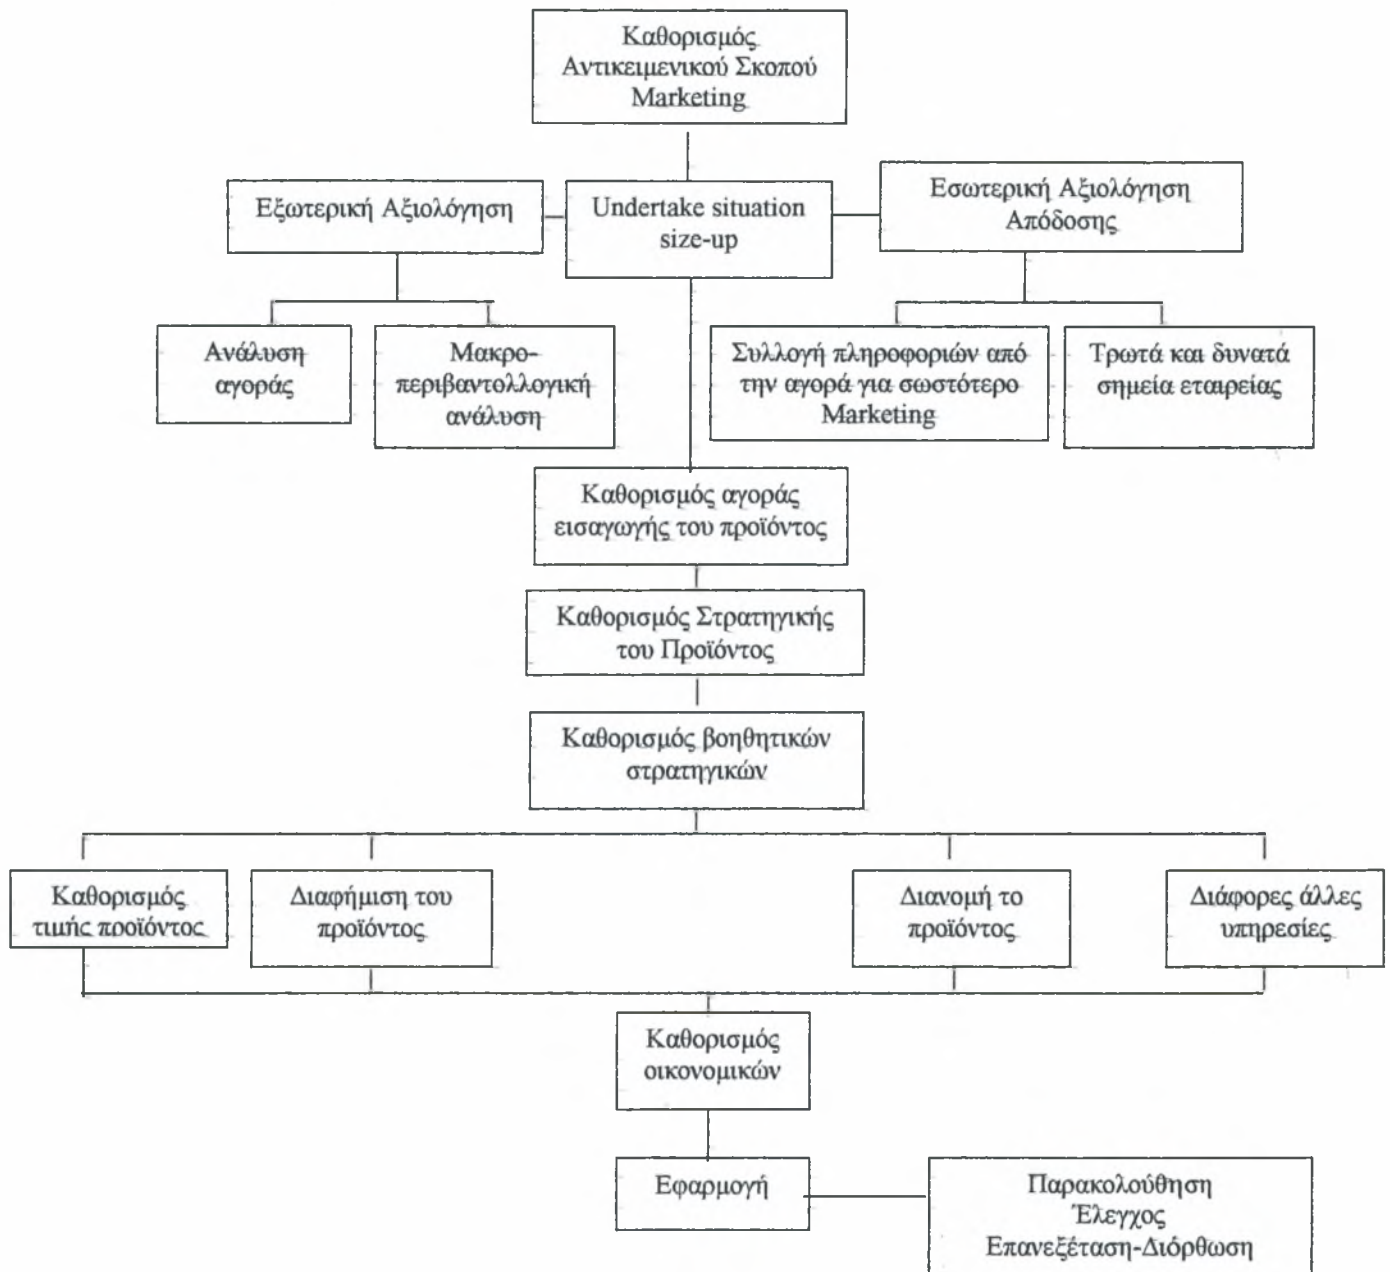 Καθορισμός
Αντικειμενικού Σκοπού
Marketing
Εξωτερική Αξιολόγηση
Undertake situation
size-up
Εσωτερική Αξιολόγηση
Απόδοσης
Ανάλυση
αγοράς
Μακρο-
περιβαντολλογική
ανάλυση
Συλλογή πληροφοριών από
την αγορά για σωστότερο
Marketing
Τρωτά και δυνατά
σημεία εταιρείας
Καθορισμός αγοράς
εισαγωγής του προϊόντος
Καθορισμός Στρατηγικής
του Προϊόντος
Καθορισμός βοηθητικών
στρατηγικών
Καθορισμός
τιμής προϊόντος
Διαφήμιση του
προϊόντος
Διανομή το
προϊόντος
Διάφορες άλλες
υπηρεσίες
Καθορισμός
οικονομικών
Εφαρμογή
Παρακολούθηση
Έλεγχος
Επανεξέταση-Διόρθωση